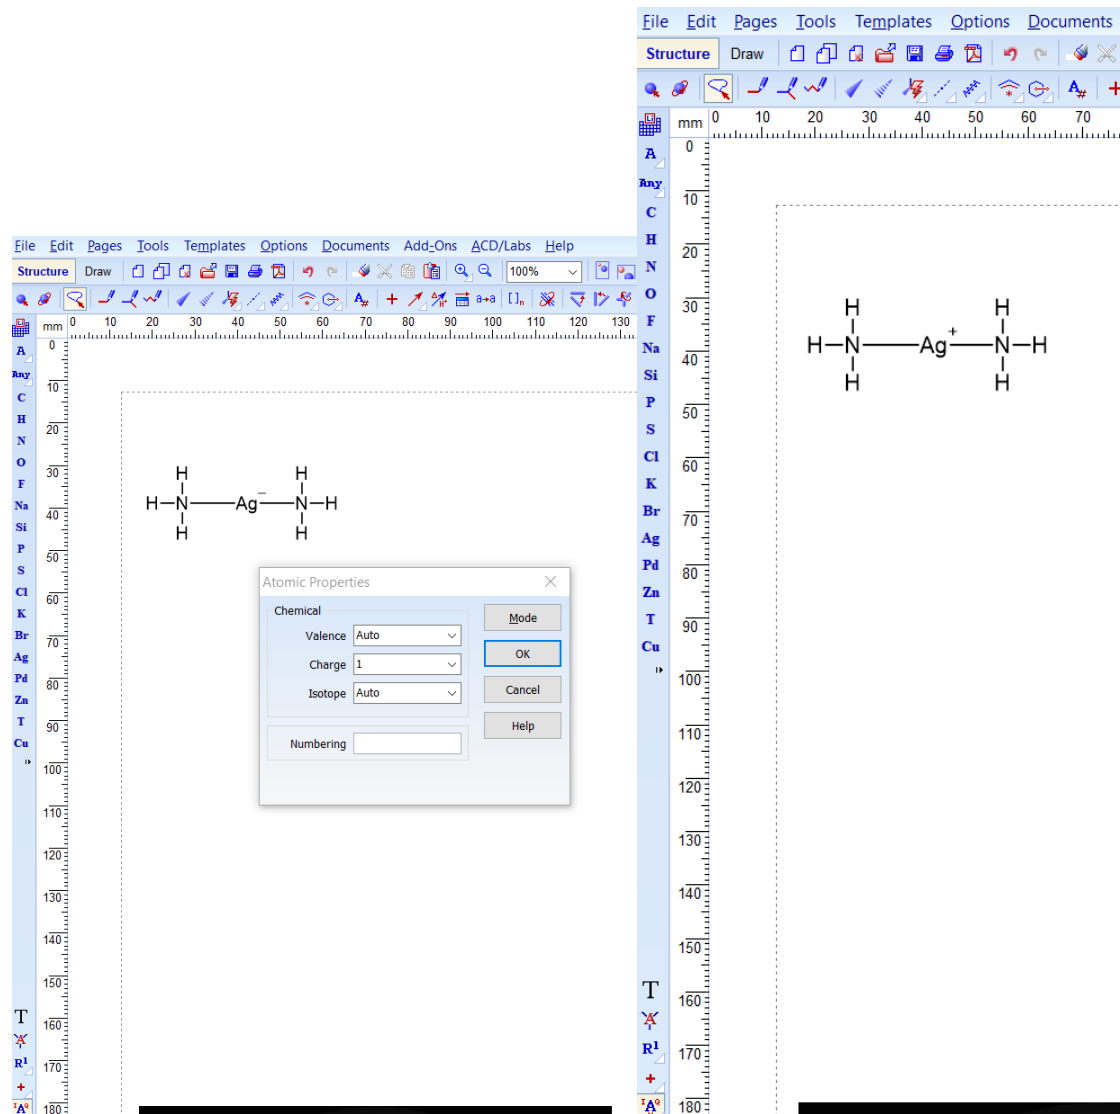 File Edit Pages Tools Templates Options Documents Add-Ons ACD/Labs Help
Structure Draw 100%
A# + a→a [ ]n
mm 0 10 20 30 40 50 60 70 80 90 100 110 120 130
0
A
Any
10
C
H
20
N
O
30
F
Na
40
Si
P
50
S
Cl
60
K
Br
70
Ag
Pd
80
Zn
T
90
Cu
100
110
120
130
140
150
T
160
A
R1
170
+
180
H H
H N Ag − N H
H H
Atomic Properties
Chemical
Valence Auto
Charge 1
Isotope Auto
Numbering
Mode
OK
Cancel
Help
File Edit Pages Tools Templates Options Documents
Structure Draw
A# +
mm 0 10 20 30 40 50 60 70
0
A
Any
10
C
H
20
N
O
30
F
Na
40
Si
P
50
S
Cl
60
K
Br
70
Ag
Pd
80
Zn
T
90
Cu
100
110
120
130
140
150
T
160
A
R1
170
+
180
H H
H N Ag + N H
H H